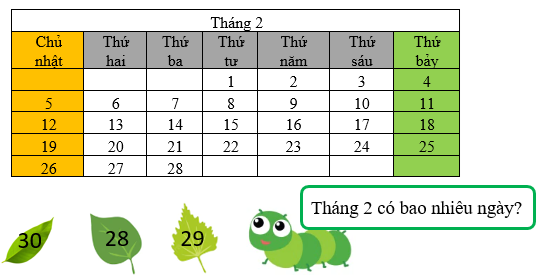 Tháng 2
Chủ nhật Thứ hai Thứ ba Thứ tư Thứ năm Thứ sáu Thứ bảy
1 2 3 4
5 6 7 8 9 10 11
12 13 14 15 16 17 18
19 20 21 22 23 24 25
26 27 28
Tháng 2 có bao nhiêu ngày?
30 28 29